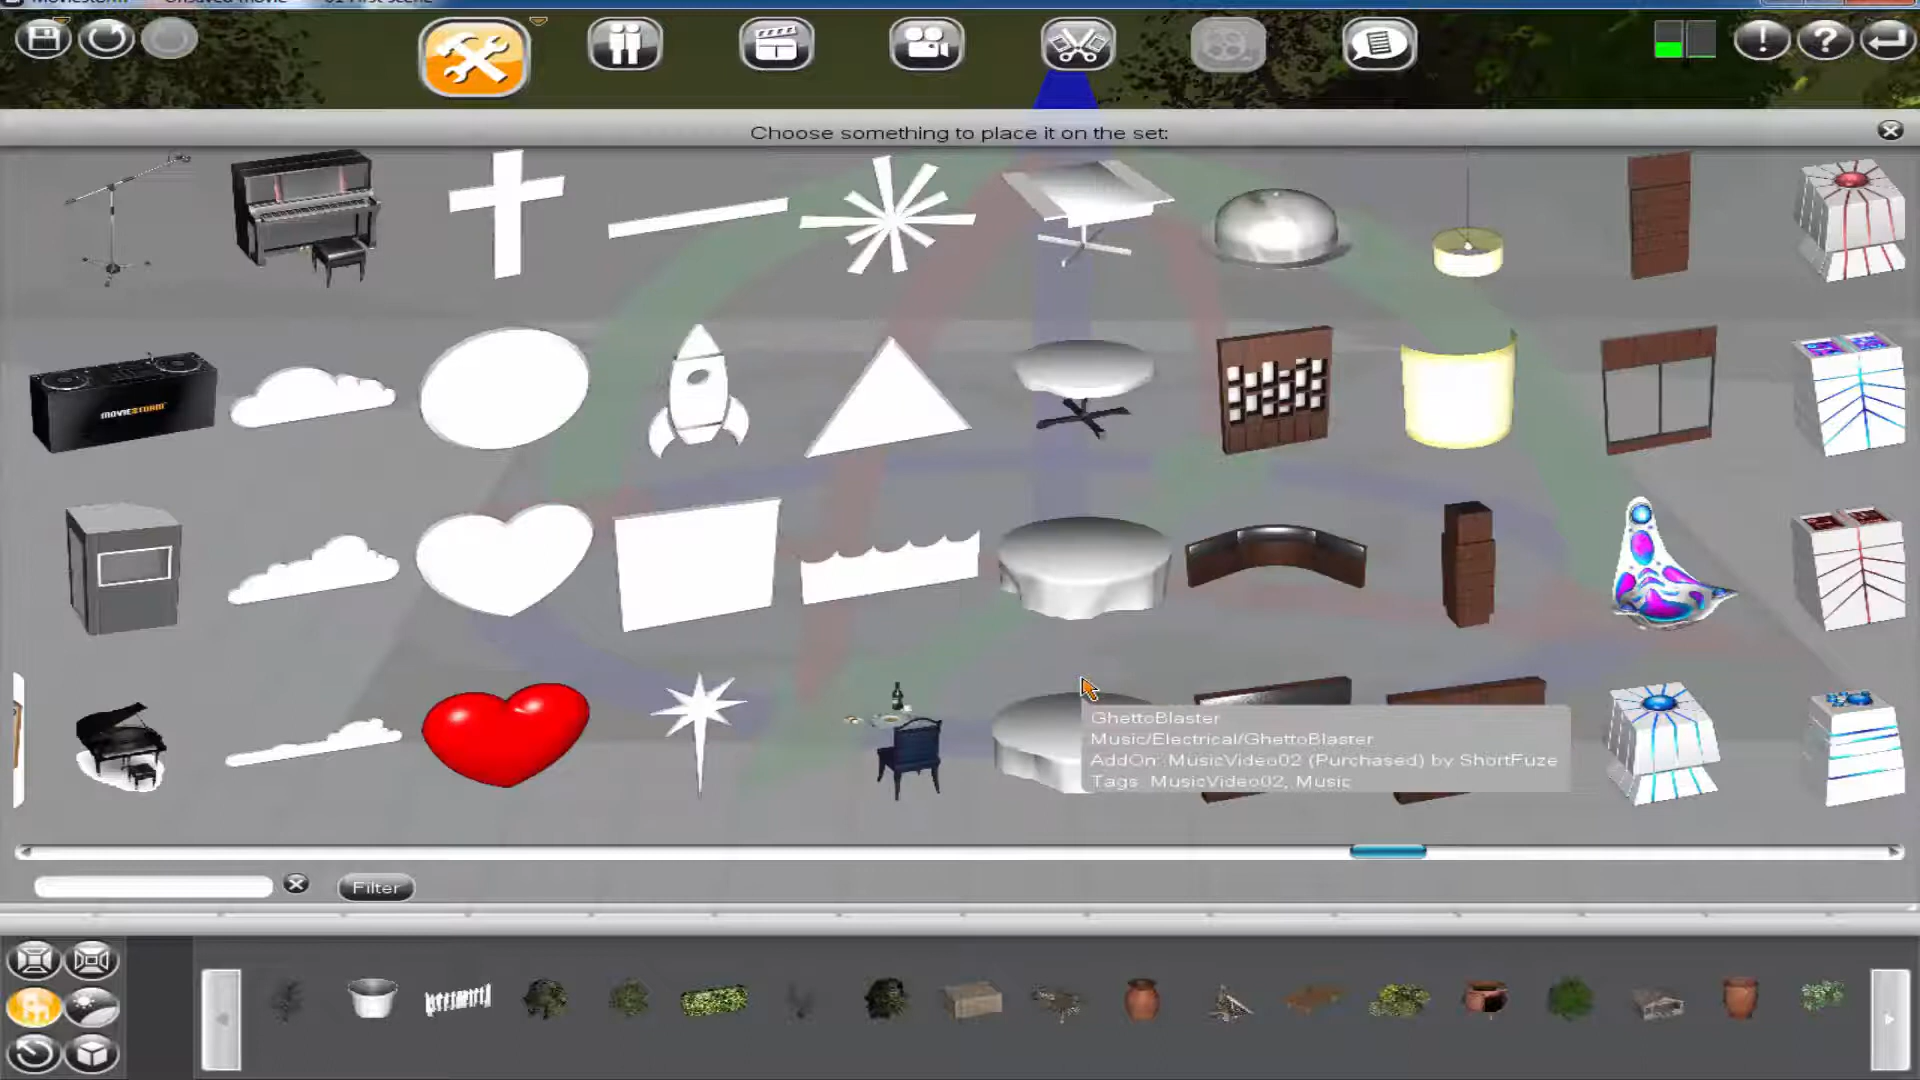 Choose something to place it on the set:
MOVIESTORM
GhettoBlaster
Music/Electrical/GhettoBlaster
AddOn: MusicVideo02 (Purchased) by ShortFuze
Tags: MusicVideo02, Music
Filter